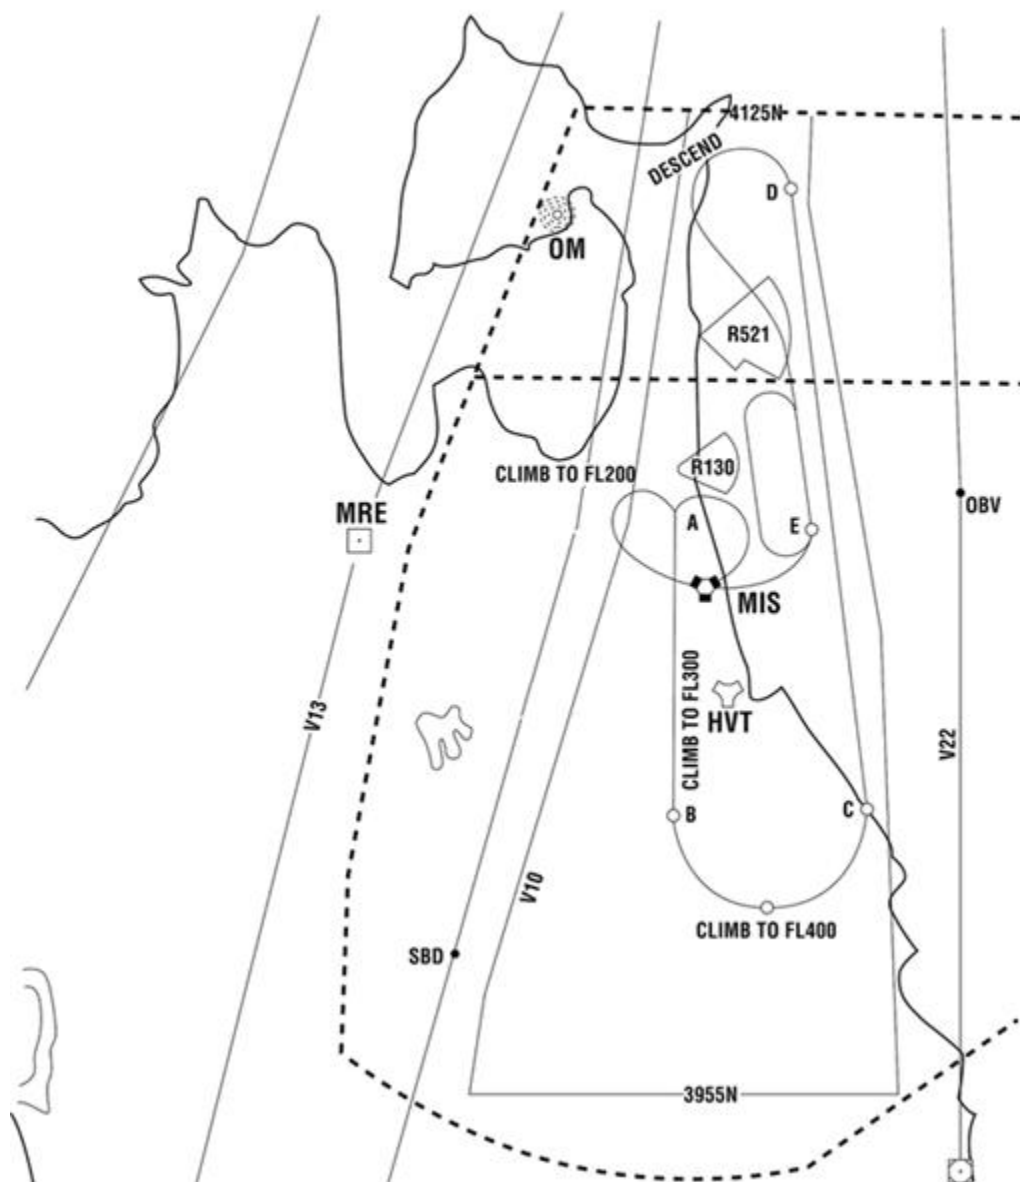 4125N
DESCEND
D
OM
R521
CLIMB TO FL200
R130
MRE
A
E
OBV
MIS
CLIMB TO FL300
HVT
V13
V22
B
C
V10
CLIMB TO FL400
SBD
3955N